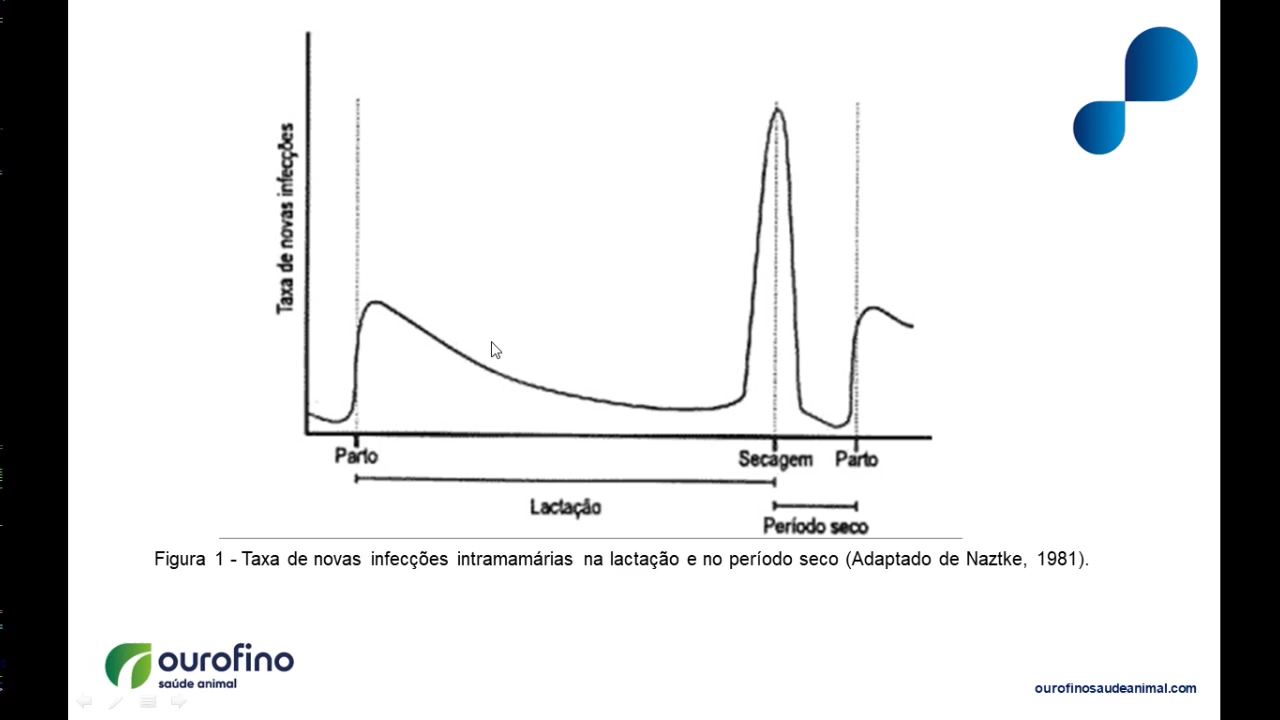 Taxa de novas infecções
Parto
Secagem
Parto
Lactação
Período seco
Figura 1 - Taxa de novas infecções intramamárias na lactação e no período seco (Adaptado de Naztke, 1981).
ourofino
saúde animal
ourofinosaudeanimal.com